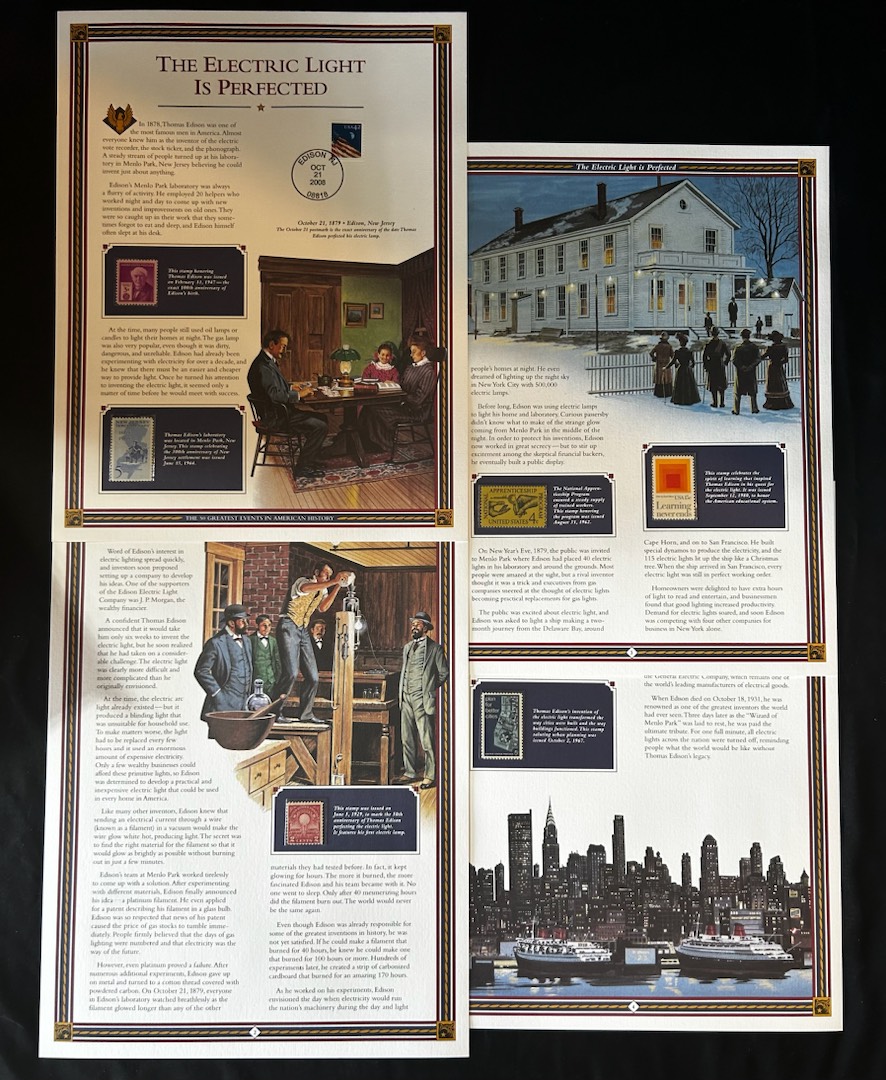 THE ELECTRIC LIGHT
IS PERFECTED
In 1878, Thomas Edison was one of
the most famous men in America. Almost
everyone knew him as the inventor of the electric
vote recorder, the stock ticket, and the phonograph.
A steady stream of people turned up at his labora-
tory in Menlo Park, New Jersey believing he could
invent just about anything.
Edison's Menlo Park laboratory was always
a flurry of activity. He employed 20 helpers who
worked night and day to come up with new
inventions and improvements on old ones. They
were so caught up in their work that they some-
times forgot to eat and sleep, and Edison himself
often slept at his desk.
USA 42
EDISON NJ
OCT
21
2008
08818
October 21, 1879 • Edison, New Jersey
The October 21 postmark is the exact anniversary of the date Thomas
Edison perfected his electric lamp.
This stamp honoring
Thomas Edison was issued
on February 11, 1947—the
exact 100th anniversary of
Edison's birth.
At the time, many people still used oil lamps or
candles to light their homes at night. The gas lamp
was also very popular, even though it was dirty,
dangerous, and unreliable. Edison had already been
experimenting with electricity for over a decade, and
he knew that there must be an easier and cheaper
way to provide light. Once he turned his attention
to inventing the electric light, it seemed only a
matter of time before he would meet with success.
Thomas Edison's laboratory
was located in Menlo Park, New
Jersey. This stamp celebrating
the 300th anniversary of New
Jersey settlement was issued
June 15, 1964.
THE 50 GREATEST EVENTS IN AMERICAN HISTORY
Word of Edison's interest in
electric lighting spread quickly,
and investors soon proposed
setting up a company to develop
his ideas. One of the supporters
of the Edison Electric Light
Company was J. P. Morgan, the
wealthy financier.
A confident Thomas Edison
announced that it would take
him only six weeks to invent the
electric light, but he soon realized
that he had taken on a consider-
able challenge. The electric light
was clearly more difficult and
more complicated than he
originally envisioned.
At the time, the electric arc
light already existed—but it
produced a blinding light that
was unsuitable for household use.
To make matters worse, the light
had to be replaced every few
hours and it used an enormous
amount of expensive electricity.
Only a few wealthy businesses could
afford these primitive lights, so Edison
was determined to develop a practical and
inexpensive electric light that could be used
in every home in America.
Like many other inventors, Edison knew that
sending an electrical current through a wire
(known as a filament) in a vacuum would make the
wire glow white hot, producing light. The secret was
to find the right material for the filament so that it
would glow as brightly as possible without burning
out in just a few minutes.
Edison's team at Menlo Park worked tirelessly
to come up with a solution. After experimenting
with different materials, Edison finally announced
his idea—a platinum filament. He even applied
for a patent describing his filament in a glass bulb.
Edison was so respected that news of his patent
caused the price of gas stocks to tumble imme-
diately. People firmly believed that the days of gas
lighting were numbered and that electricity was the
way of the future.
However, even platinum proved a failure. After
numerous additional experiments, Edison gave up
on metal and turned to a cotton thread covered with
powdered carbon. On October 21, 1879, everyone
in Edison's laboratory watched breathlessly as the
filament glowed longer than any of the other
This stamp was issued on
June 5, 1929, to mark the 50th
anniversary of Thomas Edison
perfecting the electric light.
It features his first electric lamp.
materials they had tested before. In fact, it kept
glowing for hours. The more it burned, the more
fascinated Edison and his team became with it. No
one went to sleep. Only after 40 mesmerizing hours
did the filament burn out. The world would never
be the same again.
Even though Edison was already responsible for
some of the greatest inventions in history, he was
not yet satisfied. If he could make a filament that
burned for 40 hours, he knew he could make one
that burned for 100 hours or more. Hundreds of
experiments later, he created a strip of carbonized
cardboard that burned for an amazing 170 hours.
As he worked on his experiments, Edison
envisioned the day when electricity would run
the nation's machinery during the day and light
2
The Electric Light is Perfected
people's homes at night. He even
dreamed of lighting up the night sky
in New York City with 500,000
electric lamps.
Before long, Edison was using electric lamps
to light his home and laboratory. Curious passersby
didn't know what to make of the strange glow
coming from Menlo Park in the middle of the
night. In order to protect his inventions, Edison
now worked in great secrecy—but to stir up
excitement among the skeptical financial backers,
he eventually built a public display.
APPRENTICESHIP
UNITED STATES 4¢
The National Appren-
ticeship Program
ensured a steady supply
of trained workers.
This stamp honoring
the program was issued
August 31, 1962.
USA 15c
Learning
never ends
This stamp celebrates the
spirit of learning that inspired
Thomas Edison in his quest for
the electric light. It was issued
September 12, 1980, to honor
the American educational system.
On New Year's Eve, 1879, the public was invited
to Menlo Park where Edison had placed 40 electric
lights in his laboratory and around the grounds. Most
people were amazed at the sight, but a rival inventor
thought it was a trick and executives from gas
companies sneered at the thought of electric lights
becoming practical replacements for gas lights.
The public was excited about electric light, and
Edison was asked to light a ship making a two-
month journey from the Delaware Bay, around
Cape Horn, and on to San Francisco. He built
special dynamos to produce the electricity, and the
115 electric lights lit up the ship like a Christmas
tree. When the ship arrived in San Francisco, every
electric light was still in perfect working order.
Homeowners were delighted to have extra hours
of light to read and entertain, and businessmen
found that good lighting increased productivity.
Demand for electric lights soared, and soon Edison
was competing with four other companies for
business in New York alone.
3
plan
for
better
cities
Thomas Edison's invention of
the electric light transformed the
way cities were built and the way
buildings functioned. This stamp
saluting urban planning was
issued October 2, 1967.
the General Electric Company, which remains one of
the world's leading manufacturers of electrical goods.
When Edison died on October 18, 1931, he was
renowned as one of the greatest inventors the world
had ever seen. Three days later as the "Wizard of
Menlo Park" was laid to rest, he was paid the
ultimate tribute. For one full minute, all electric
lights across the nation were turned off, reminding
people what the world would be like without
Thomas Edison's legacy.
4